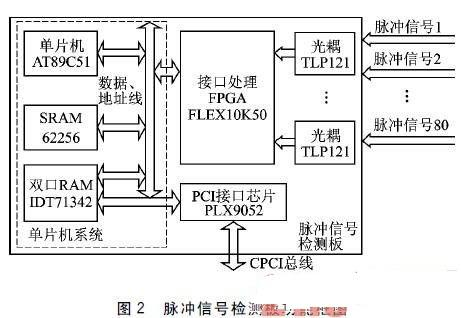 单片机
AT89C51
SRAM
62256
双口RAM
IDT71342
单片机系统
数据、
地址线
接口处理
FPGA
FLEX10K50
PCI接口芯片
PLX9052
光耦
TLP121
⋮
光耦
TLP121
脉冲信号1
脉冲信号2
⋮
脉冲信号80
脉冲信号
检测板
CPCI总线
图2 脉冲信号检测板